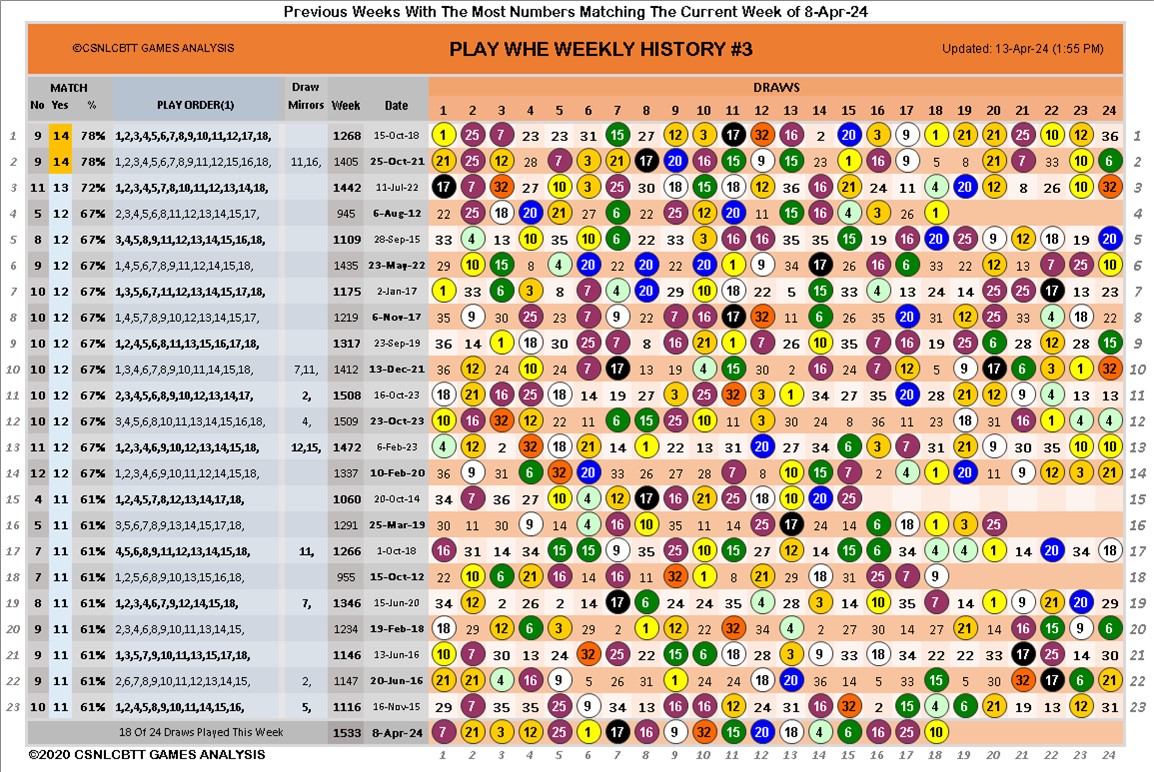 Previous Weeks With The Most Numbers Matching The Current Week of 8-Apr-24
©CSNLCBTT GAMES ANALYSIS PLAY WHE WEEKLY HISTORY #3 Updated: 13-Apr-24 (1:55 PM)
MATCH Draw DRAWS
No Yes % PLAY ORDER(1) Mirrors Week Date 1 2 3 4 5 6 7 8 9 10 11 12 13 14 15 16 17 18 19 20 21 22 23 24
1 9 14 78% 1,2,3,4,5,6,7,8,9,10,11,12,17,18, 1268 15-Oct-18 1 25 7 23 23 31 15 27 12 3 17 32 16 2 20 3 9 1 21 21 25 10 12 36 1
2 9 14 78% 1,2,3,4,5,6,7,8,9,11,12,15,16,18, 11,16, 1405 25-Oct-21 21 25 12 28 7 3 21 17 20 16 15 9 15 23 1 16 9 5 8 21 7 33 10 6 2
3 11 13 72% 1,2,3,4,5,7,8,10,11,12,13,14,18, 1442 11-Jul-22 17 7 32 27 10 3 25 30 18 15 18 12 36 16 21 24 11 4 20 12 8 26 10 32 3
4 5 12 67% 2,3,4,5,6,8,11,12,13,14,15,17, 945 6-Aug-12 22 25 18 20 21 27 6 22 25 12 20 11 15 16 4 3 26 1 4
5 8 12 67% 3,4,5,8,9,11,12,13,14,15,16,18, 1109 28-Sep-15 33 4 13 10 35 10 6 22 33 3 16 16 35 35 15 19 16 20 25 9 12 18 19 20 5
6 9 12 67% 1,4,5,6,7,8,9,11,12,14,15,18, 1435 23-May-22 29 10 15 8 4 20 22 20 22 20 1 9 34 17 26 16 6 33 22 12 13 7 25 10 6
7 10 12 67% 1,3,5,6,7,11,12,13,14,15,17,18, 1175 2-Jan-17 1 33 6 3 8 7 4 20 29 10 18 22 5 15 33 4 13 24 14 25 25 17 13 23 7
8 10 12 67% 1,4,5,7,8,9,10,12,13,14,15,17, 1219 6-Nov-17 35 9 30 25 23 7 9 22 7 16 17 32 11 6 26 35 20 31 12 25 33 4 18 22 8
9 10 12 67% 1,2,4,5,6,8,11,13,15,16,17,18, 1317 23-Sep-19 36 14 1 18 30 25 7 8 16 21 1 7 26 10 35 7 16 19 25 6 28 12 28 15 9
10 10 12 67% 1,3,4,6,7,8,9,10,11,14,15,18, 7,11, 1412 13-Dec-21 36 12 24 10 24 7 17 13 19 4 15 30 2 16 24 7 12 5 9 17 6 3 1 32 10
11 10 12 67% 2,3,4,5,6,8,9,10,12,13,14,17, 2, 1508 16-Oct-23 18 21 16 25 18 14 19 27 3 25 32 3 1 34 27 35 20 28 21 12 9 4 13 13 11
12 10 12 67% 3,4,5,6,8,10,11,13,14,15,16,18, 4, 1509 23-Oct-23 10 16 32 12 22 11 6 15 25 10 11 3 30 24 8 36 11 23 18 31 16 1 4 4 12
13 11 12 67% 1,2,3,4,6,9,10,12,13,14,15,18, 12,15, 1472 6-Feb-23 4 12 2 32 18 21 14 1 22 13 31 20 27 34 6 3 7 31 21 9 30 35 10 10 13
14 12 12 67% 1,2,3,4,6,9,10,11,12,14,15,18, 1337 10-Feb-20 36 9 31 6 32 20 33 26 27 28 7 8 10 15 7 2 4 1 20 11 9 12 3 21 14
15 4 11 61% 1,2,4,5,7,8,12,13,14,17,18, 1060 20-Oct-14 34 7 36 27 10 4 12 17 16 21 25 18 10 20 25 15
16 5 11 61% 3,5,6,7,8,9,13,14,15,17,18, 1291 25-Mar-19 30 11 30 9 14 4 16 10 35 11 14 25 17 24 14 6 18 1 3 25 16
17 7 11 61% 4,5,6,8,9,11,12,13,14,15,18, 11, 1266 1-Oct-18 16 31 14 34 15 15 9 35 25 10 15 27 12 14 15 6 34 4 4 1 14 20 34 18 17
18 7 11 61% 1,2,5,6,8,9,10,13,15,16,18, 955 15-Oct-12 22 10 6 21 16 14 16 11 32 1 8 21 29 18 31 25 7 9 18
19 8 11 61% 1,2,3,4,6,7,9,12,14,15,18, 7, 1346 15-Jun-20 34 12 2 26 2 14 17 6 24 24 35 4 28 3 14 10 35 7 14 1 9 21 20 29 19
20 9 11 61% 2,3,4,6,8,9,10,11,13,14,15, 1234 19-Feb-18 18 29 12 6 3 29 2 1 12 22 32 34 4 2 27 30 14 27 21 14 16 15 9 6 20
21 9 11 61% 1,3,5,7,9,10,11,13,15,17,18, 1146 13-Jun-16 10 7 30 13 24 32 25 22 15 6 18 28 3 9 33 18 34 22 22 33 17 25 14 30 21
22 9 11 61% 2,6,7,8,9,10,11,12,13,14,15, 2, 1147 20-Jun-16 21 21 4 16 9 5 26 31 1 24 24 18 20 36 14 5 28 15 5 30 32 17 6 21 22
23 10 11 61% 1,2,4,5,8,9,10,11,14,15,16, 5, 1116 16-Nov-15 29 7 35 35 25 9 34 13 16 16 12 24 31 16 32 2 15 4 6 21 19 13 12 31 23
18 Of 24 Draws Played This Week 1533 8-Apr-24 7 21 3 12 25 1 17 16 9 32 15 20 18 4 6 16 25 10
©2020 CSNLCBTT GAMES ANALYSIS 1 2 3 4 5 6 7 8 9 10 11 12 13 14 15 16 17 18 19 20 21 22 23 24